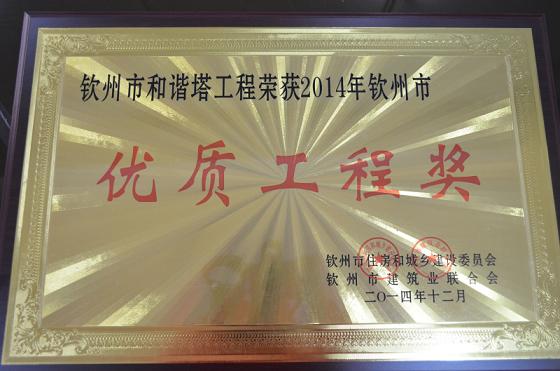 钦州市和谐塔工程荣获2014年钦州市
优质工程奖
钦州市住房和城乡建设委员会
钦州市建筑业联合会
二〇一四年十二月